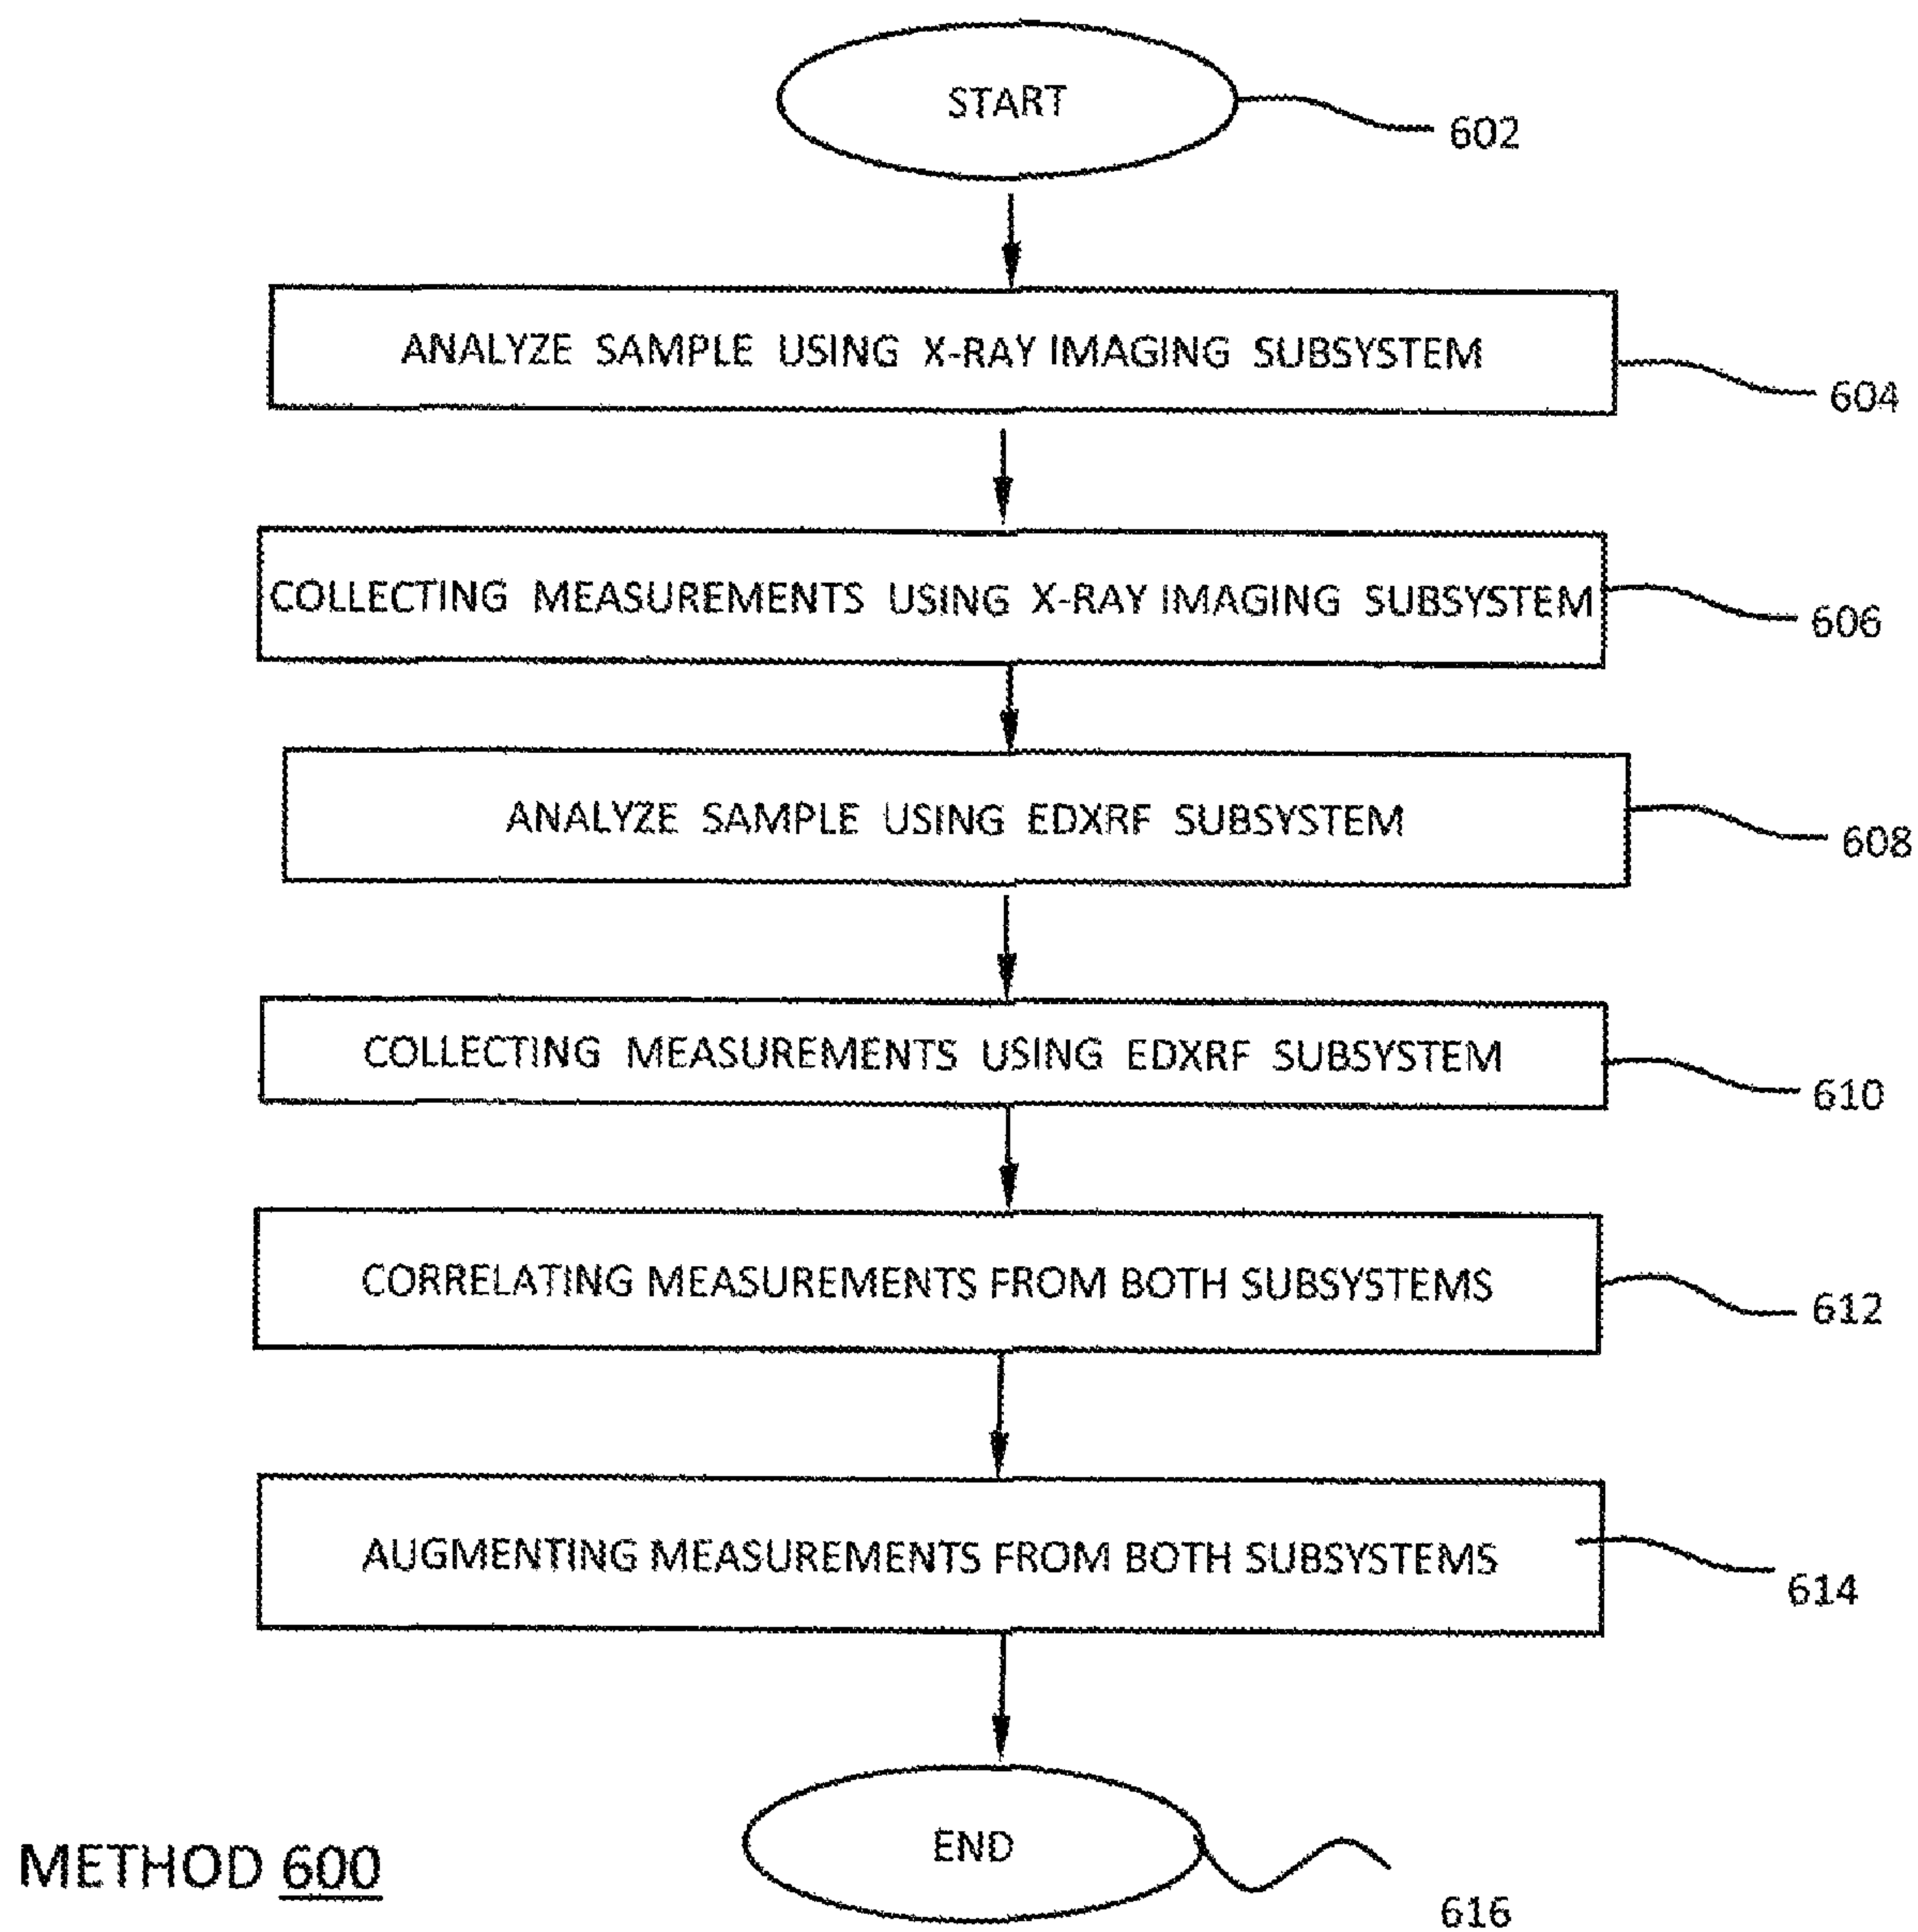 START
602
ANALYZE SAMPLE USING X-RAY IMAGING SUBSYSTEM
604
COLLECTING MEASUREMENTS USING X-RAY IMAGING SUBSYSTEM
606
ANALYZE SAMPLE USING EDXRF SUBSYSTEM
608
COLLECTING MEASUREMENTS USING EDXRF SUBSYSTEM
610
CORRELATING MEASUREMENTS FROM BOTH SUBSYSTEMS
612
AUGMENTING MEASUREMENTS FROM BOTH SUBSYSTEMS
614
END
616
METHOD 600